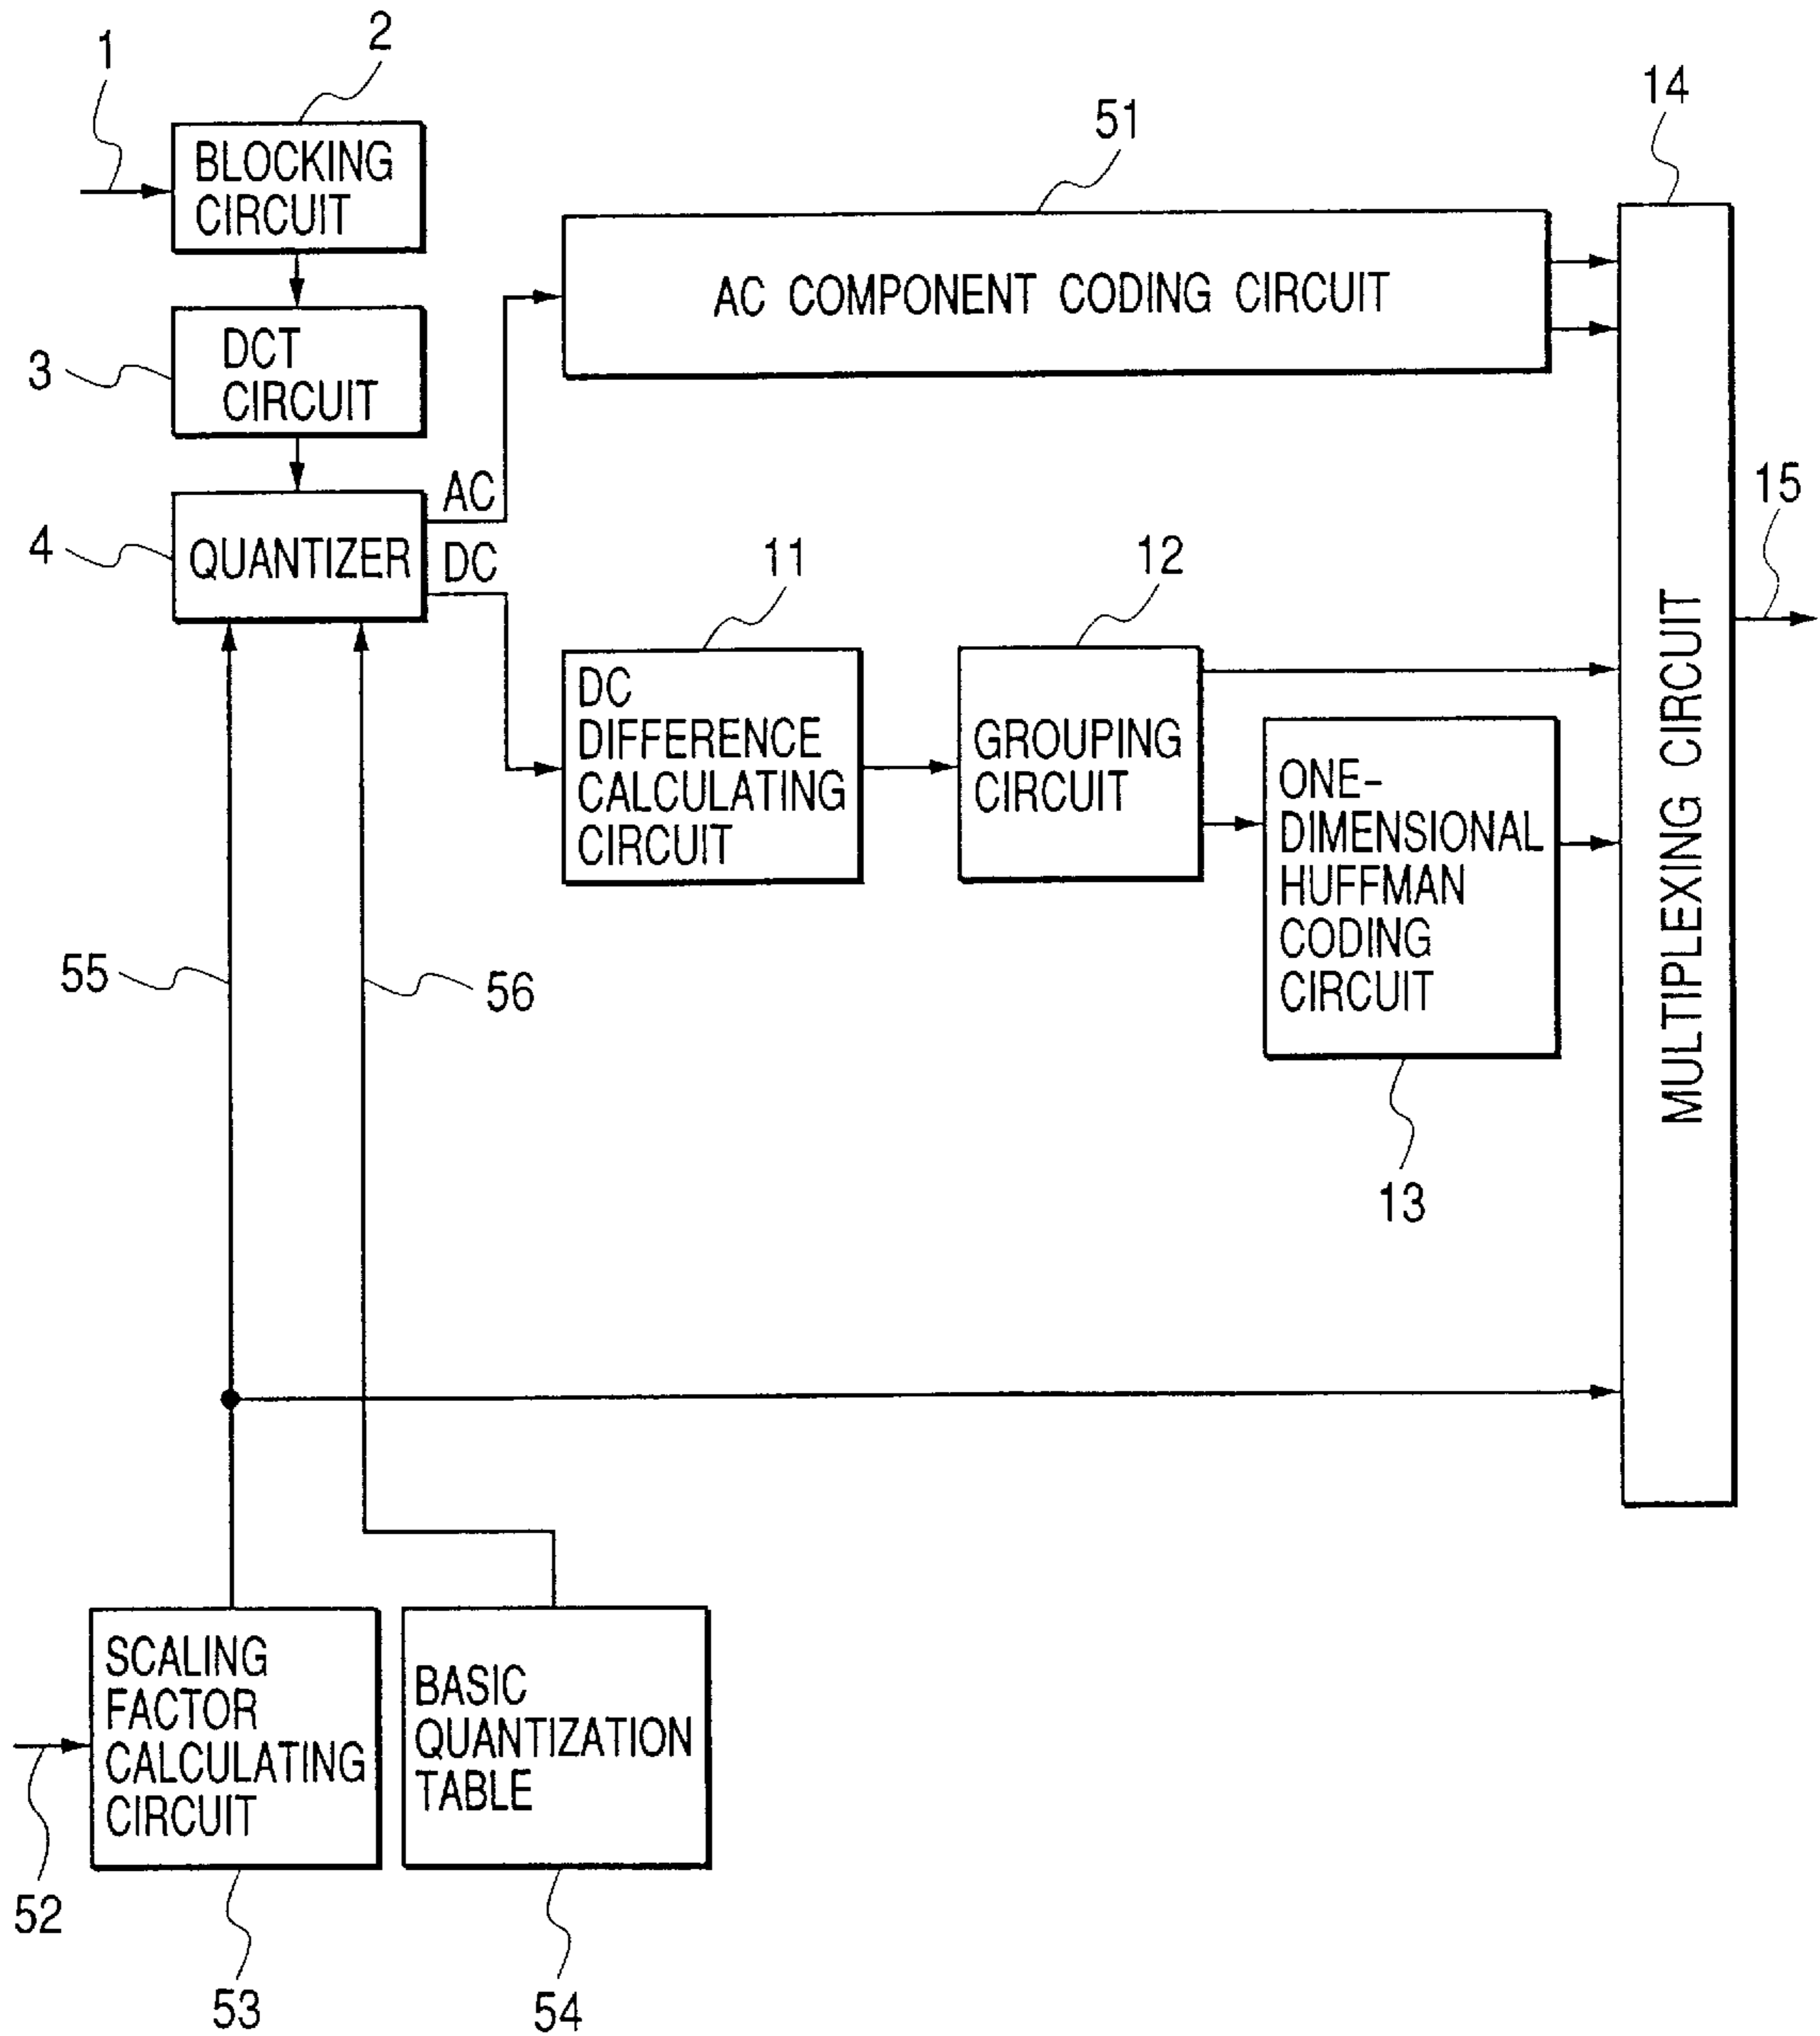 1
2
BLOCKING
CIRCUIT
51
14
AC COMPONENT CODING CIRCUIT
3
DCT
CIRCUIT
AC
4
QUANTIZER
DC
15
11
12
DC
DIFFERENCE
CALCULATING
CIRCUIT
GROUPING
CIRCUIT
ONE-
DIMENSIONAL
HUFFMAN
CODING
CIRCUIT
MULTIPLEXING CIRCUIT
55
56
13
SCALING
FACTOR
CALCULATING
CIRCUIT
BASIC
QUANTIZATION
TABLE
52
53
54